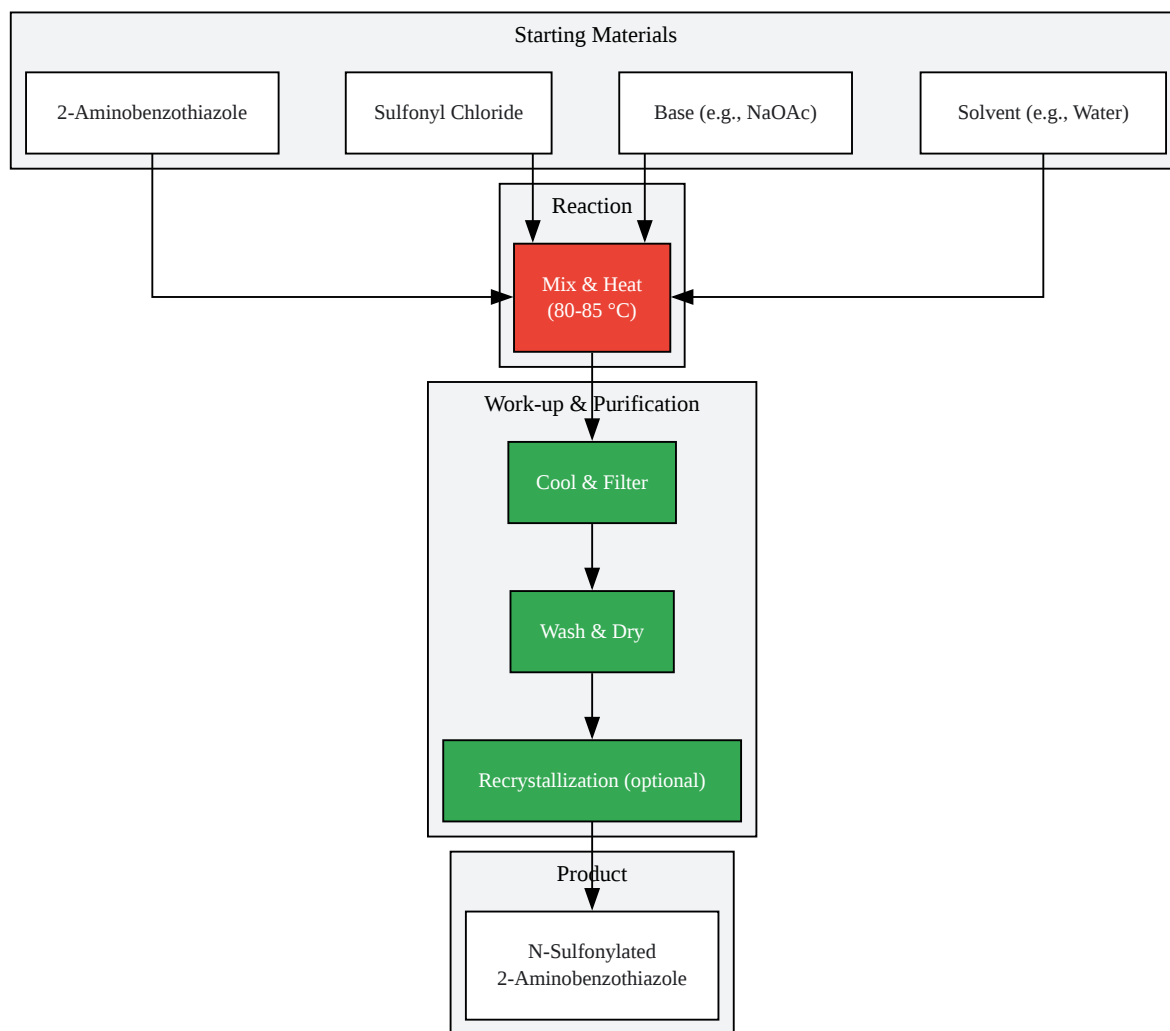 Starting Materials
2-Aminobenzothiazole
Sulfonyl Chloride
Base (e.g., NaOAc)
Solvent (e.g., Water)
Reaction
Mix & Heat
(80-85 °C)
Work-up & Purification
Cool & Filter
Wash & Dry
Recrystallization (optional)
Product
N-Sulfonylated
2-Aminobenzothiazole